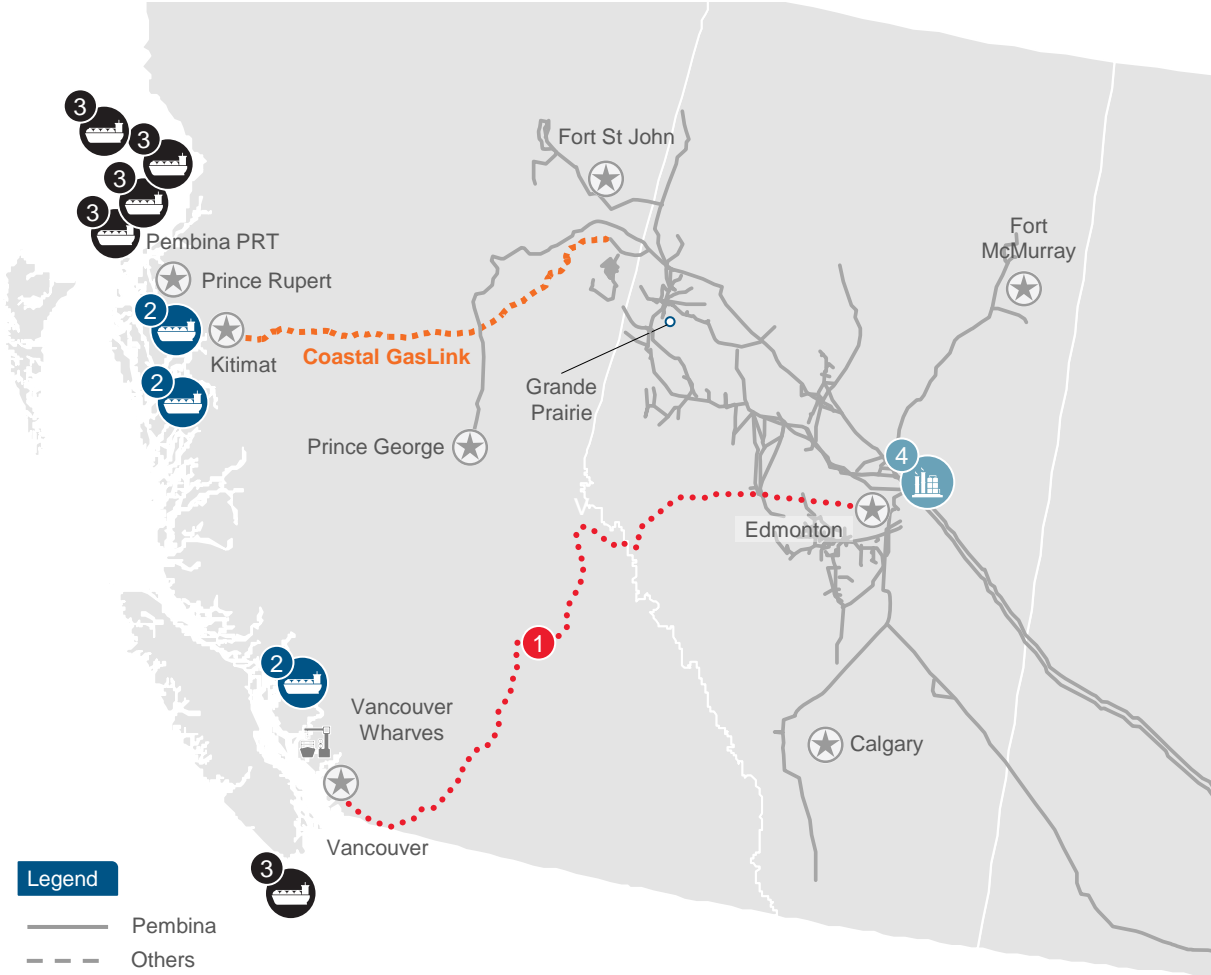 3
3
Fort St John
3
3
Pembina PRT
Fort
McMurray
Prince Rupert
2
Kitimat
Coastal GasLink
2
Grande
Prairie
Prince George
4
Edmonton
1
2
Vancouver
Wharves
Calgary
Vancouver
3
Legend
Pembina
Others